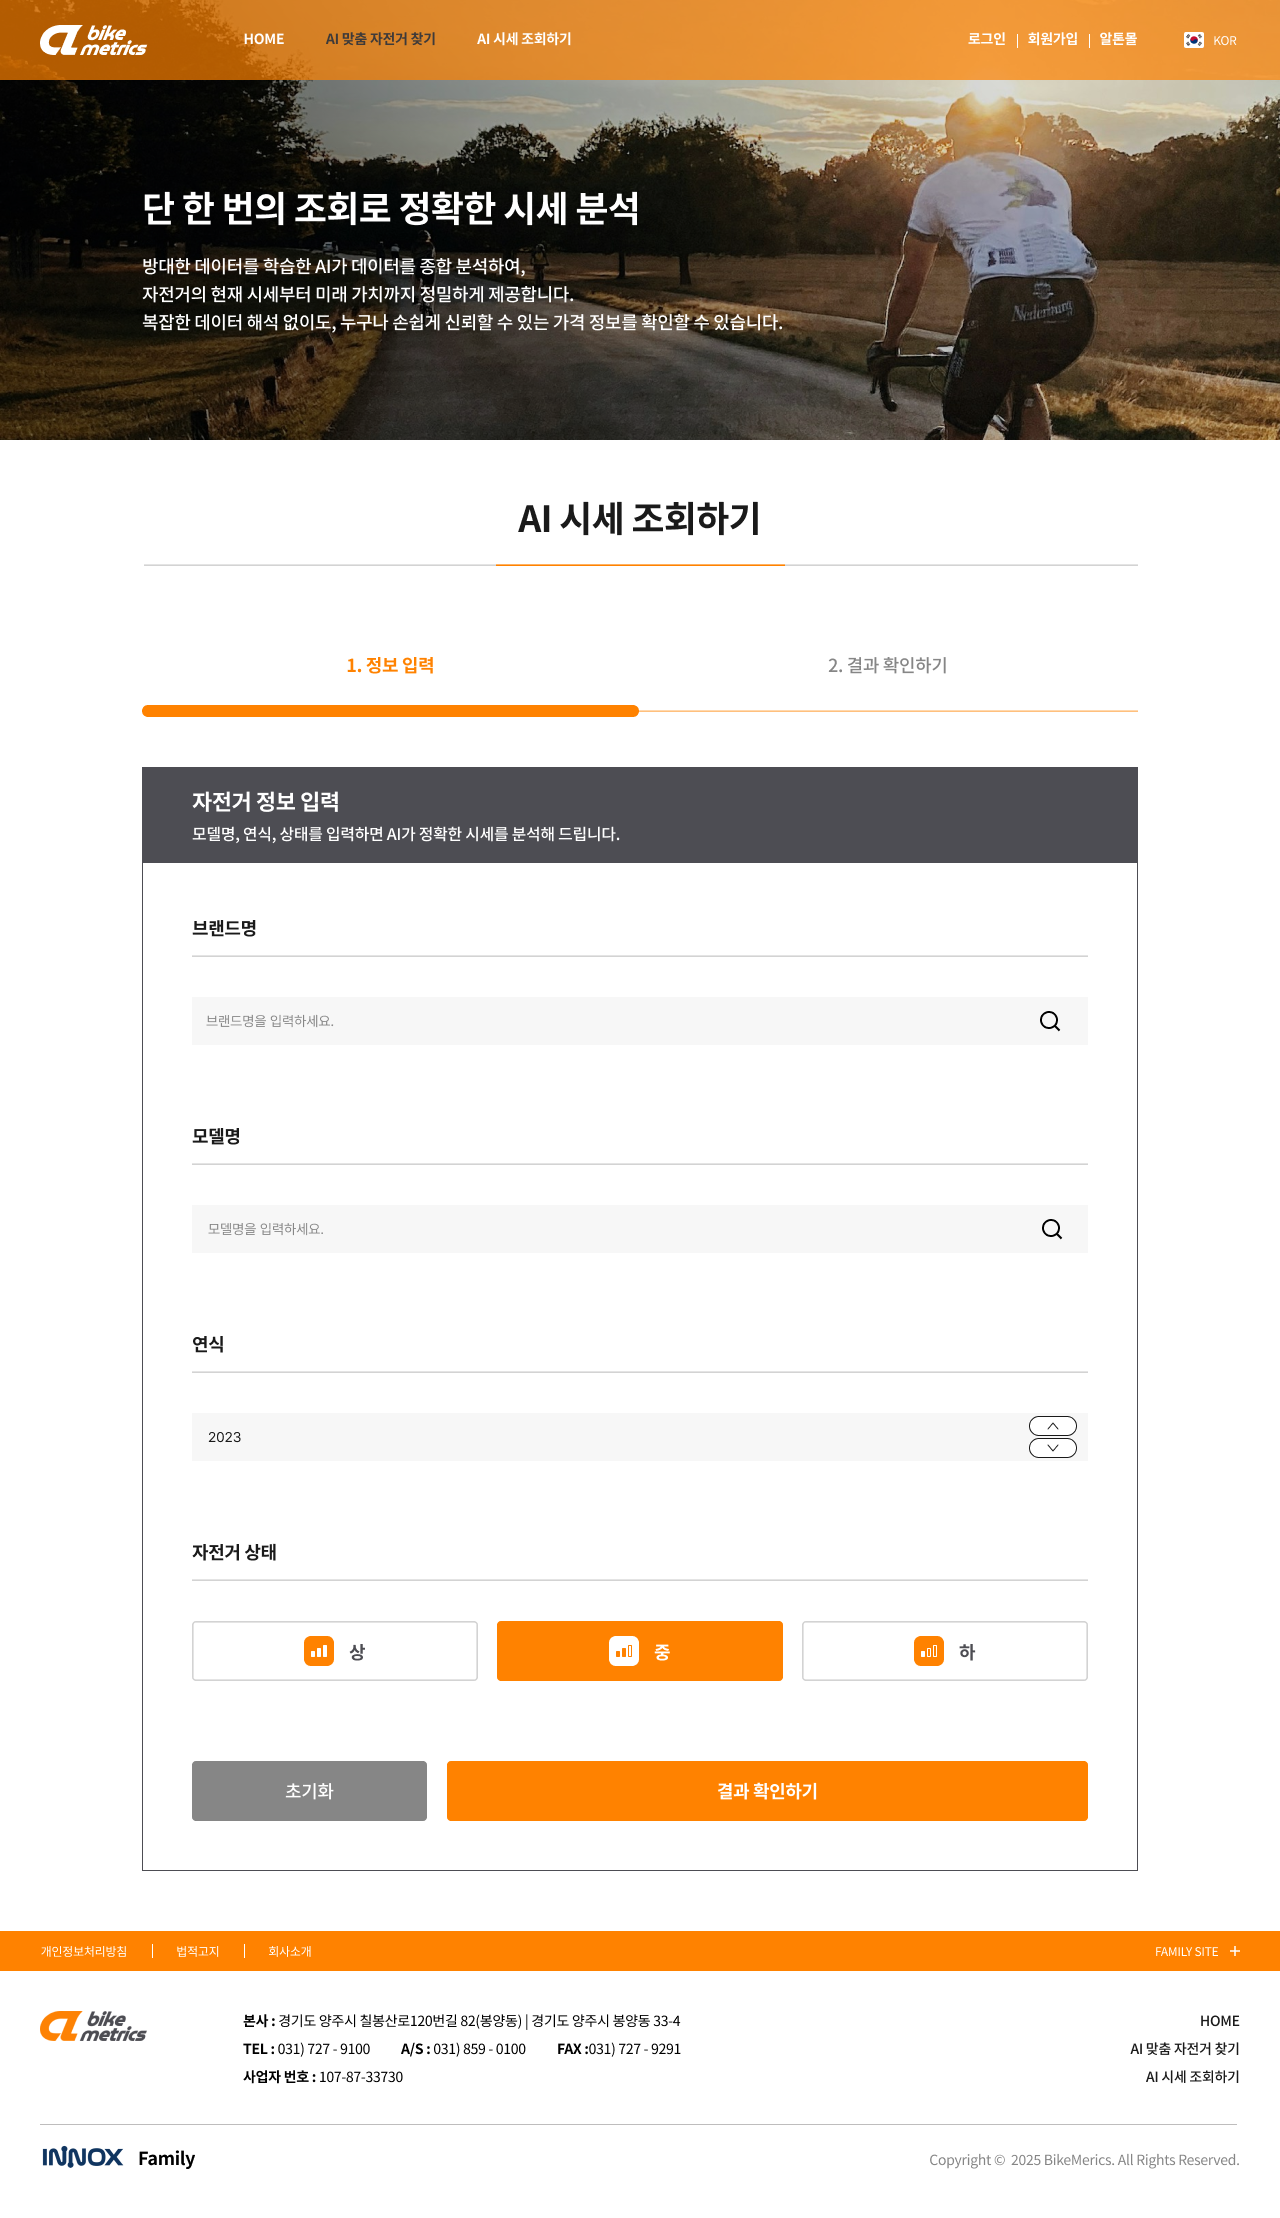 bike
metrics
HOME
AI 맞춤 자전거 찾기
AI 시세 조회하기
로그인 | 회원가입 | 알톤몰
KOR
단 한 번의 조회로 정확한 시세 분석
방대한 데이터를 학습한 AI가 데이터를 종합 분석하여,
자전거의 현재 시세부터 미래 가치까지 정밀하게 제공합니다.
복잡한 데이터 해석 없이도, 누구나 손쉽게 신뢰할 수 있는 가격 정보를 확인할 수 있습니다.
Nederburg
AI 시세 조회하기
1. 정보 입력
2. 결과 확인하기
자전거 정보 입력
모델명, 연식, 상태를 입력하면 AI가 정확한 시세를 분석해 드립니다.
브랜드명
브랜드명을 입력하세요.
모델명
모델명을 입력하세요.
연식
2023
자전거 상태
상
중
하
초기화
결과 확인하기
개인정보처리방침 | 법적고지 | 회사소개
FAMILY SITE +
bike
metrics
본사 : 경기도 양주시 칠봉산로120번길 82(봉양동) | 경기도 양주시 봉양동 33-4
TEL : 031) 727 - 9100 A/S : 031) 859 - 0100 FAX :031) 727 - 9291
사업자 번호 : 107-87-33730
HOME
AI 맞춤 자전거 찾기
AI 시세 조회하기
INNOX Family
Copyright © 2025 BikeMerics. All Rights Reserved.